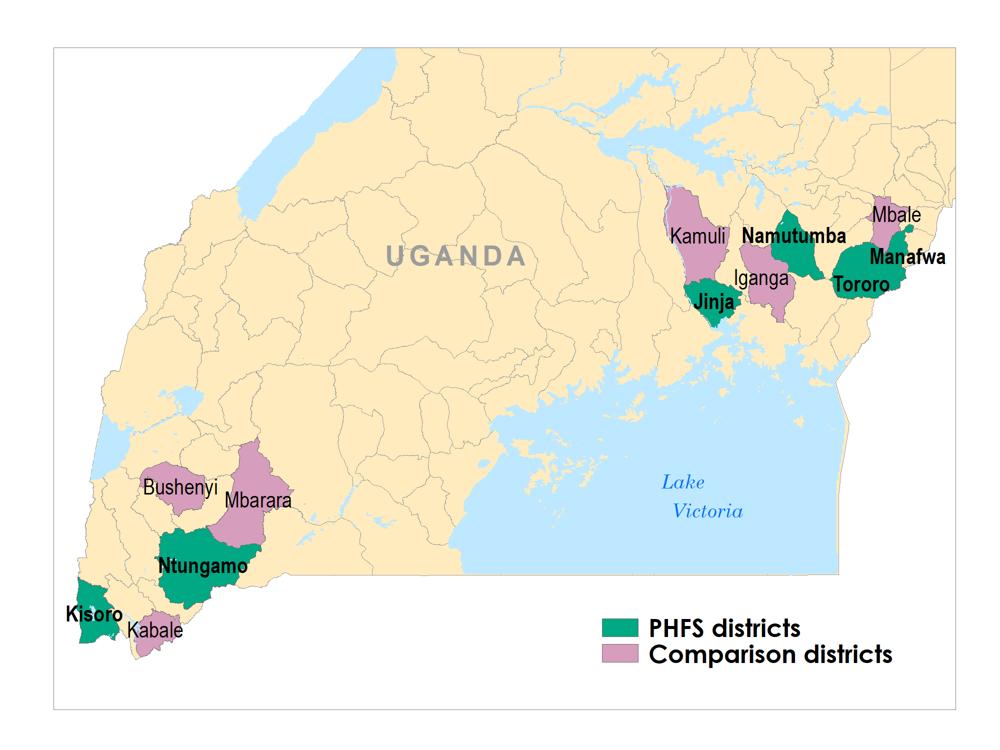 Mbale
Kamuli
Namutumba
UGANDA
Manafwa
Iganga
Tororo
Jinja
Lake
Victoria
Bushenyi
Mbarara
Ntungamo
Kisoro
Kabale
PHFS districts
Comparison districts